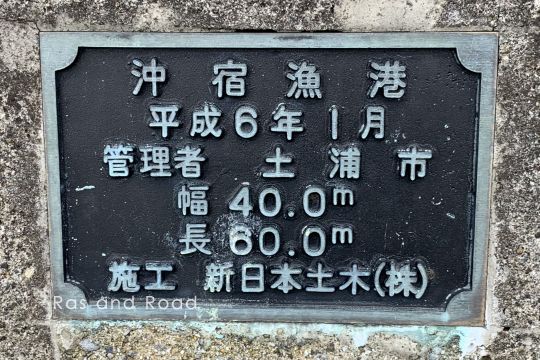 沖宿漁港
平成6年1月
管理者 土浦市
幅 40.0m
長 60.0m
施工 新日本土木(株)
Ras and Road